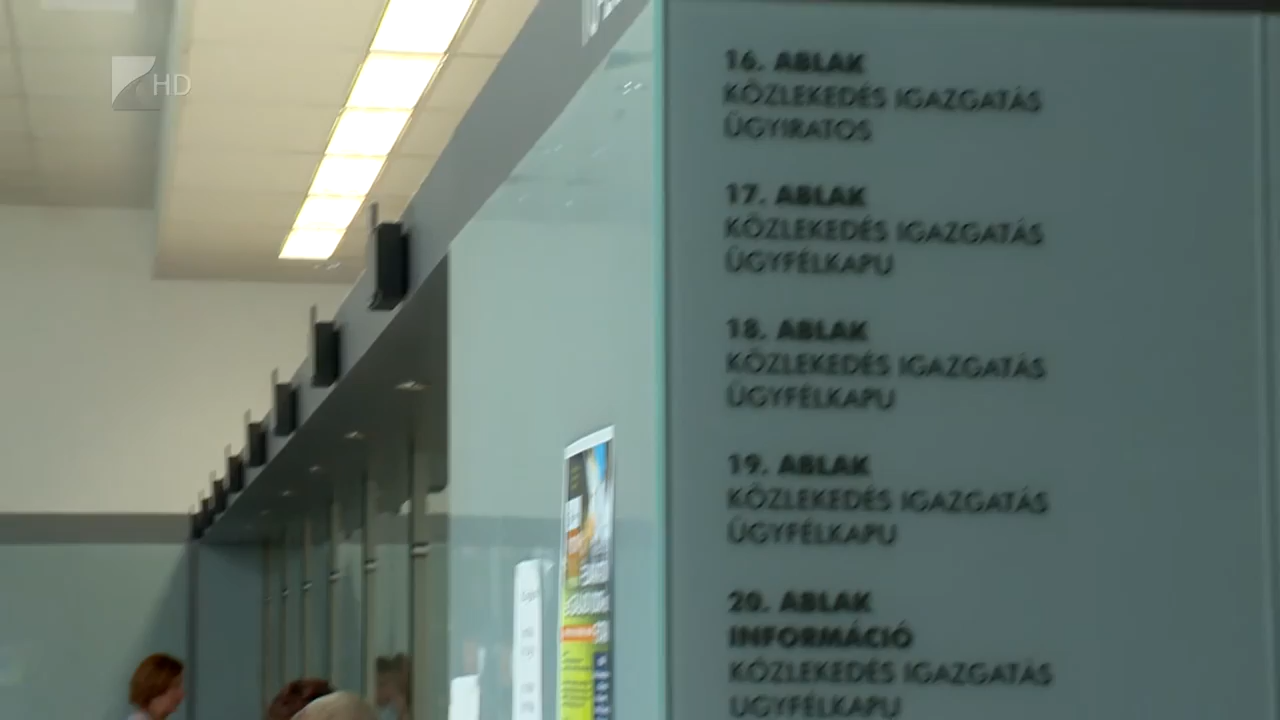 HD
16. ABLAK
KÖZLEKEDÉS IGAZGATÁS
ÜGYIRATOS
17. ABLAK
KÖZLEKEDÉS IGAZGATÁS
ÜGYFÉLKAPU
18. ABLAK
KÖZLEKEDÉS IGAZGATÁS
ÜGYFÉLKAPU
19. ABLAK
KÖZLEKEDÉS IGAZGATÁS
ÜGYFÉLKAPU
20. ABLAK
INFORMÁCIÓ
KÖZLEKEDÉS IGAZGATÁS
ÜGYFÉLKAPU